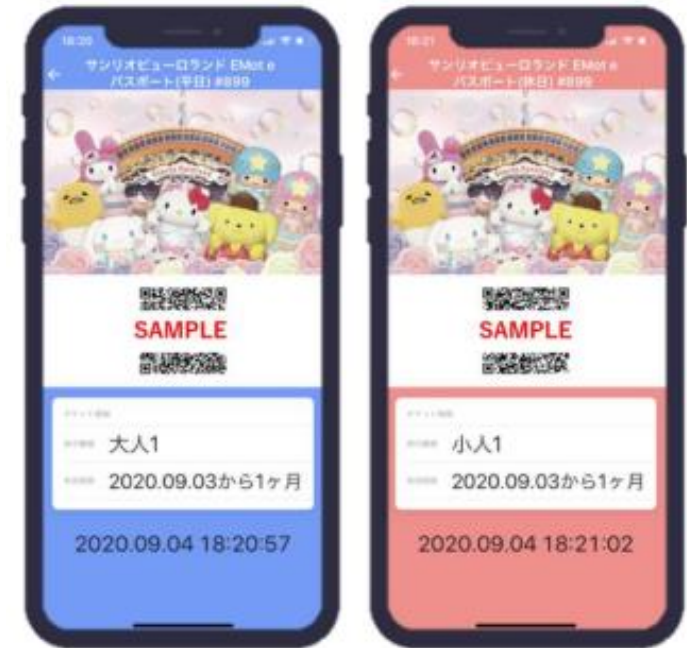 18:20
サンリオピューロランド EMot e
パスポート(平日) #899
SAMPLE
大人1
2020.09.03から1ヶ月
2020.09.04 18:20:57
18:21
サンリオピューロランド EMot e
パスポート(休日) #899
SAMPLE
小人1
2020.09.03から1ヶ月
2020.09.04 18:21:02